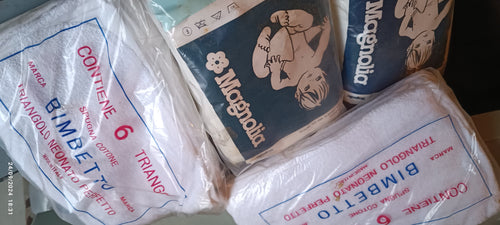 CONTIENE 6 TRIANG
SPUGNA COTONE
MARCA BIMBETTO MARCA
TRIANGOLO NEONATO PERFETTO
Magnolia
Magnolia
CONTIENE 6
SPUGNA COTONE
MARCA BIMBETTO
TRIANGOLO NEONATO PERFETTO
24/09/2024 18:31